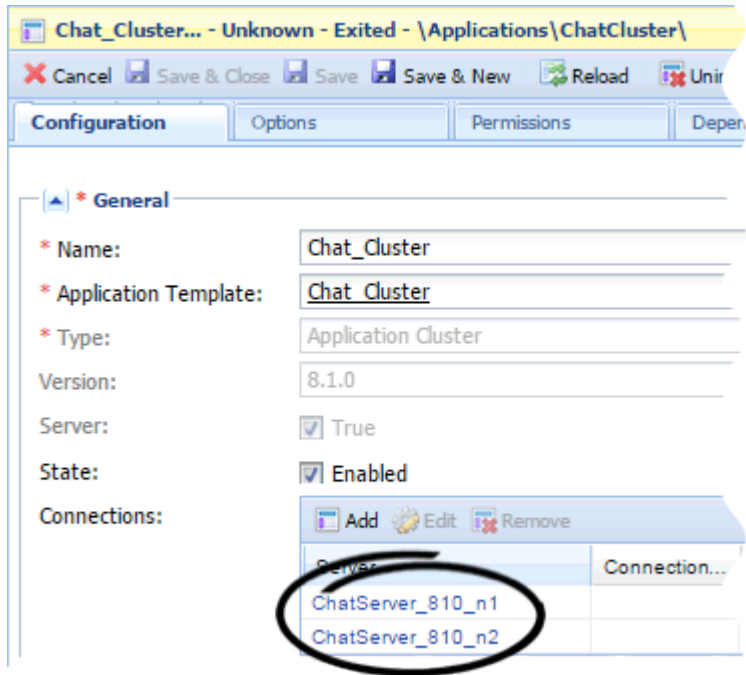 Chat_Cluster... - Unknown - Exited - \Applications\ChatCluster\
Cancel Save & Close Save Save & New Reload
Configuration Options Permissions
* General
* Name: Chat_Cluster
* Application Template: Chat_Cluster
* Type: Application Cluster
Version: 8.1.0
Server: True
State: Enabled
Connections: Add Edit Remove
Server Connection...
ChatServer_810_n1
ChatServer_810_n2